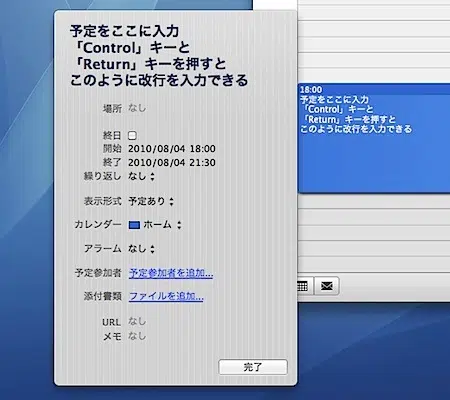 予定をここに入力
「Control」キーと
「Return」キーを押すと
このように改行を入力できる
場所 なし
終日
開始 2010/08/04 18:00
終了 2010/08/04 21:30
繰り返し なし
表示形式 予定あり
カレンダー ホーム
アラーム なし
予定参加者 予定参加者を追加...
添付書類 ファイルを追加...
URL なし
メモ なし
完了
18:00
予定をここに入力
「Control」キーと
「Return」キーを押すと
このように改行を入力できる